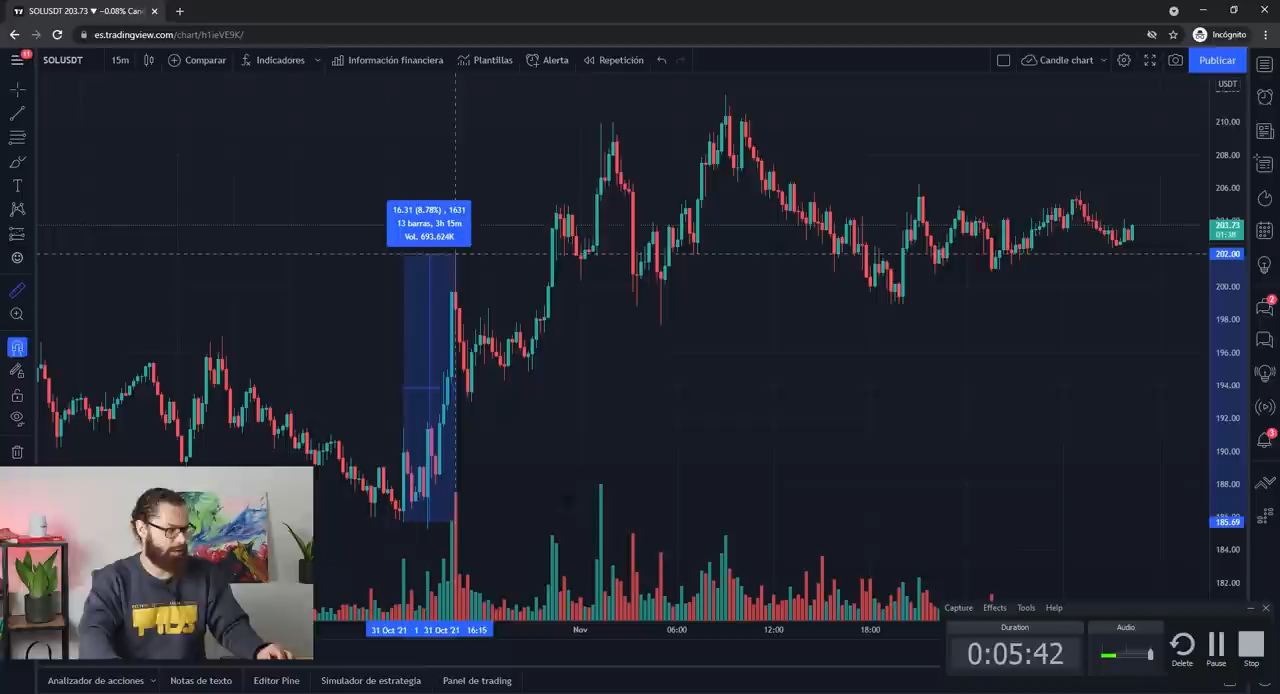 SOLUSDT 203.73 ▼ −0.08% Can
es.tradingview.com/chart/h1ieVE9K/
Incógnito
11
SOLUSDT
15m
Comparar
Indicadores
Información financiera
Plantillas
Alerta
Repetición
Candle chart
Publicar
USDT
210.00
208.00
206.00
203.73
01:38
202.00
200.00
198.00
196.00
194.00
192.00
190.00
188.00
185.69
184.00
182.00
16.31 (8.78%) , 1631
13 barras, 3h 15m
Vol. 693.624K
2
3
31 Oct '21
31 Oct '21 16:15
Nov
06:00
12:00
18:00
Capture Effects Tools Help
Duration
0:05:42
Audio
Delete
Pause
Stop
Analizador de acciones
Notas de texto
Editor Pine
Simulador de estrategia
Panel de trading